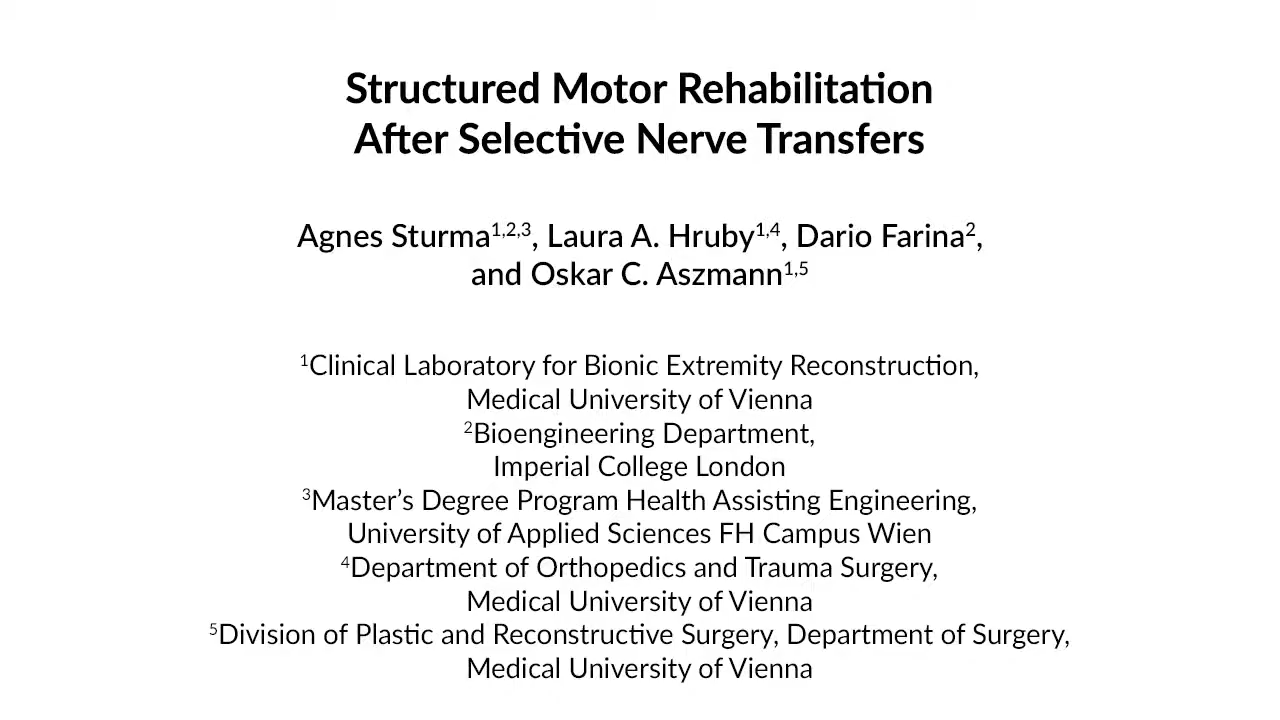 Structured Motor Rehabilitation
After Selective Nerve Transfers
Agnes Sturma1,2,3, Laura A. Hruby1,4, Dario Farina2,
and Oskar C. Aszmann1,5
1Clinical Laboratory for Bionic Extremity Reconstruction,
Medical University of Vienna
2Bioengineering Department,
Imperial College London
3Master’s Degree Program Health Assisting Engineering,
University of Applied Sciences FH Campus Wien
4Department of Orthopedics and Trauma Surgery,
Medical University of Vienna
5Division of Plastic and Reconstructive Surgery, Department of Surgery,
Medical University of Vienna